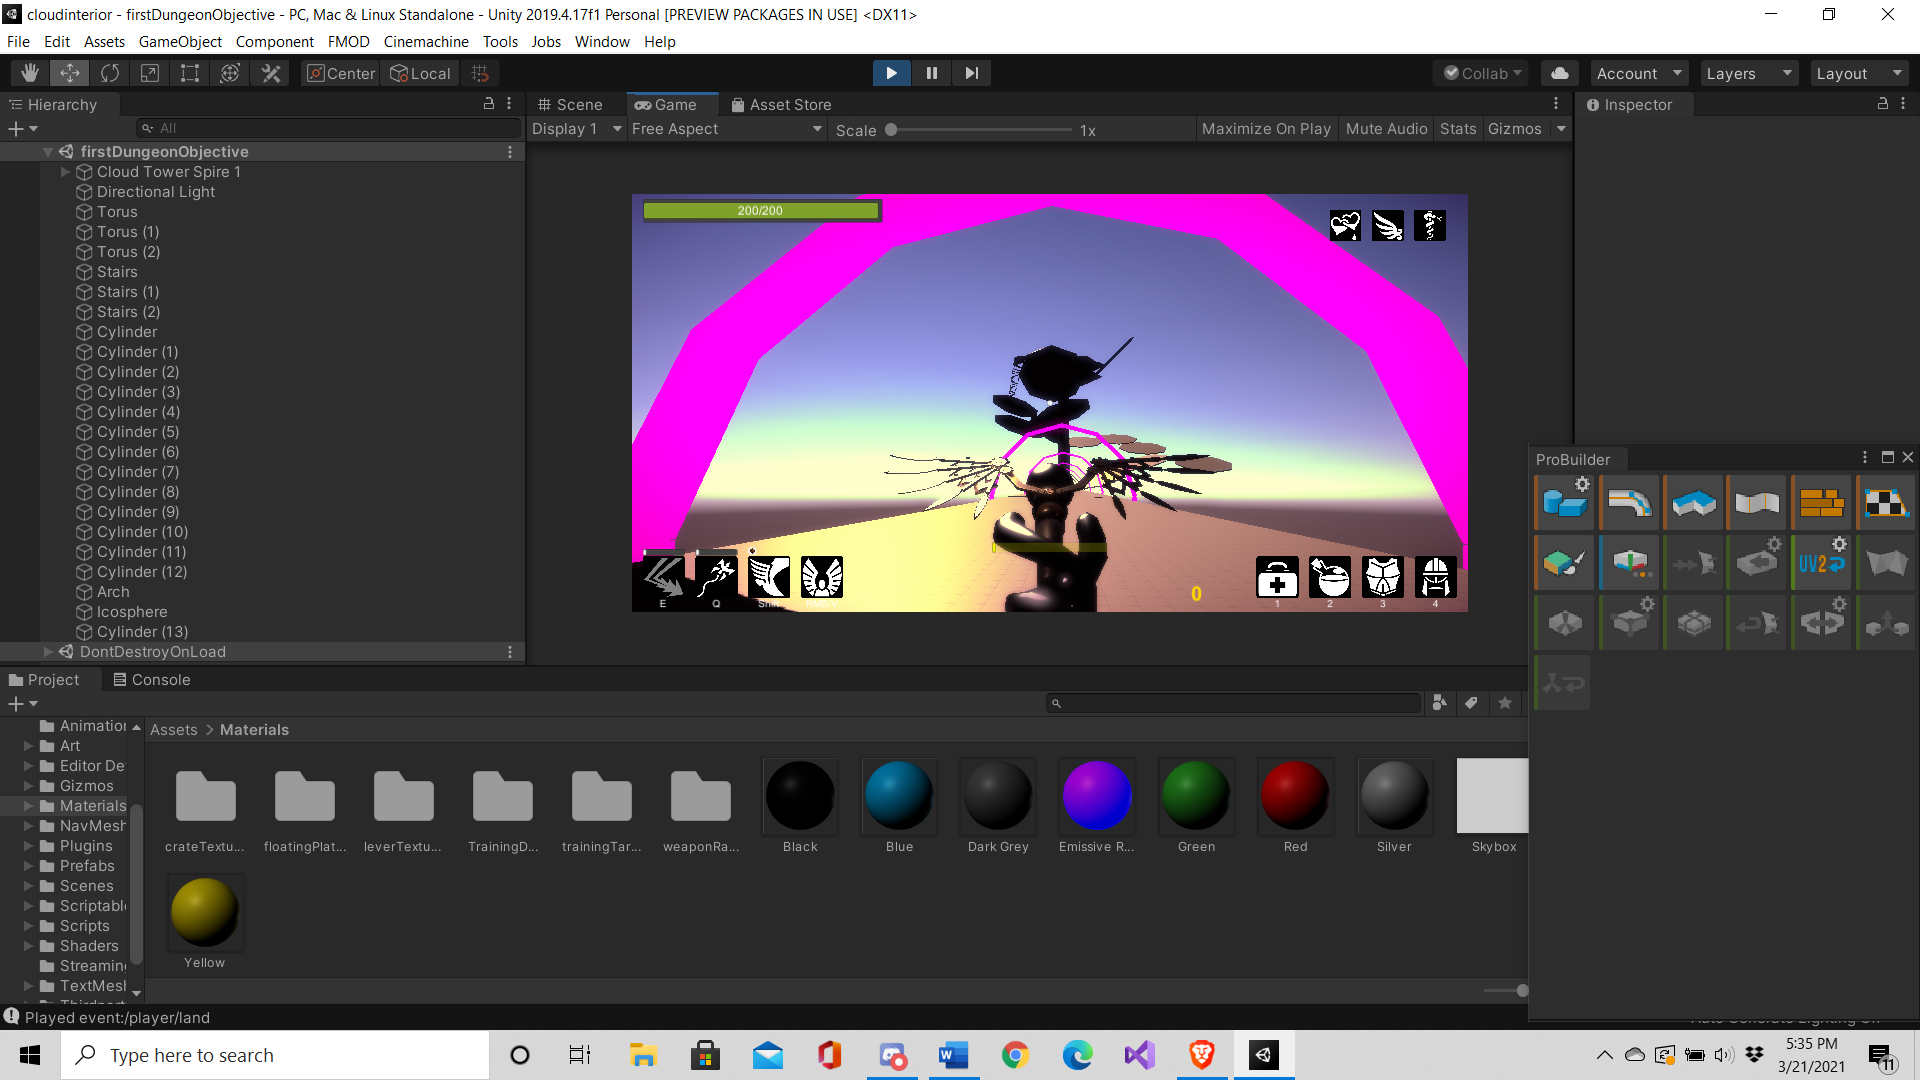 cloudinterior - firstDungeonObjective - PC, Mac & Linux Standalone - Unity 2019.4.17f1 Personal [PREVIEW PACKAGES IN USE] <DX11>
File Edit Assets GameObject Component FMOD Cinemachine Tools Jobs Window Help
Center Local Collab Account Layers Layout
Hierarchy
All
firstDungeonObjective
Cloud Tower Spire 1
Directional Light
Torus
Torus (1)
Torus (2)
Stairs
Stairs (1)
Stairs (2)
Cylinder
Cylinder (1)
Cylinder (2)
Cylinder (3)
Cylinder (4)
Cylinder (5)
Cylinder (6)
Cylinder (7)
Cylinder (8)
Cylinder (9)
Cylinder (10)
Cylinder (11)
Cylinder (12)
Arch
Icosphere
Cylinder (13)
DontDestroyOnLoad
Scene Game Asset Store
Display 1 Free Aspect Scale 1x Maximize On Play Mute Audio Stats Gizmos
200/200
E Q Shift
0
1 2 3 4
Inspector
ProBuilder
UV2
Project Console
Animation
Art
Editor De
Gizmos
Materials
NavMesh
Plugins
Prefabs
Scenes
Scriptabl
Scripts
Shaders
Streaming
TextMesh
Assets > Materials
crateTextu... floatingPlat... leverTextu... TrainingD... trainingTar... weaponRa... Black Blue Dark Grey Emissive R... Green Red Silver Skybox
Yellow
Played event:/player/land
Type here to search
5:35 PM
3/21/2021
11